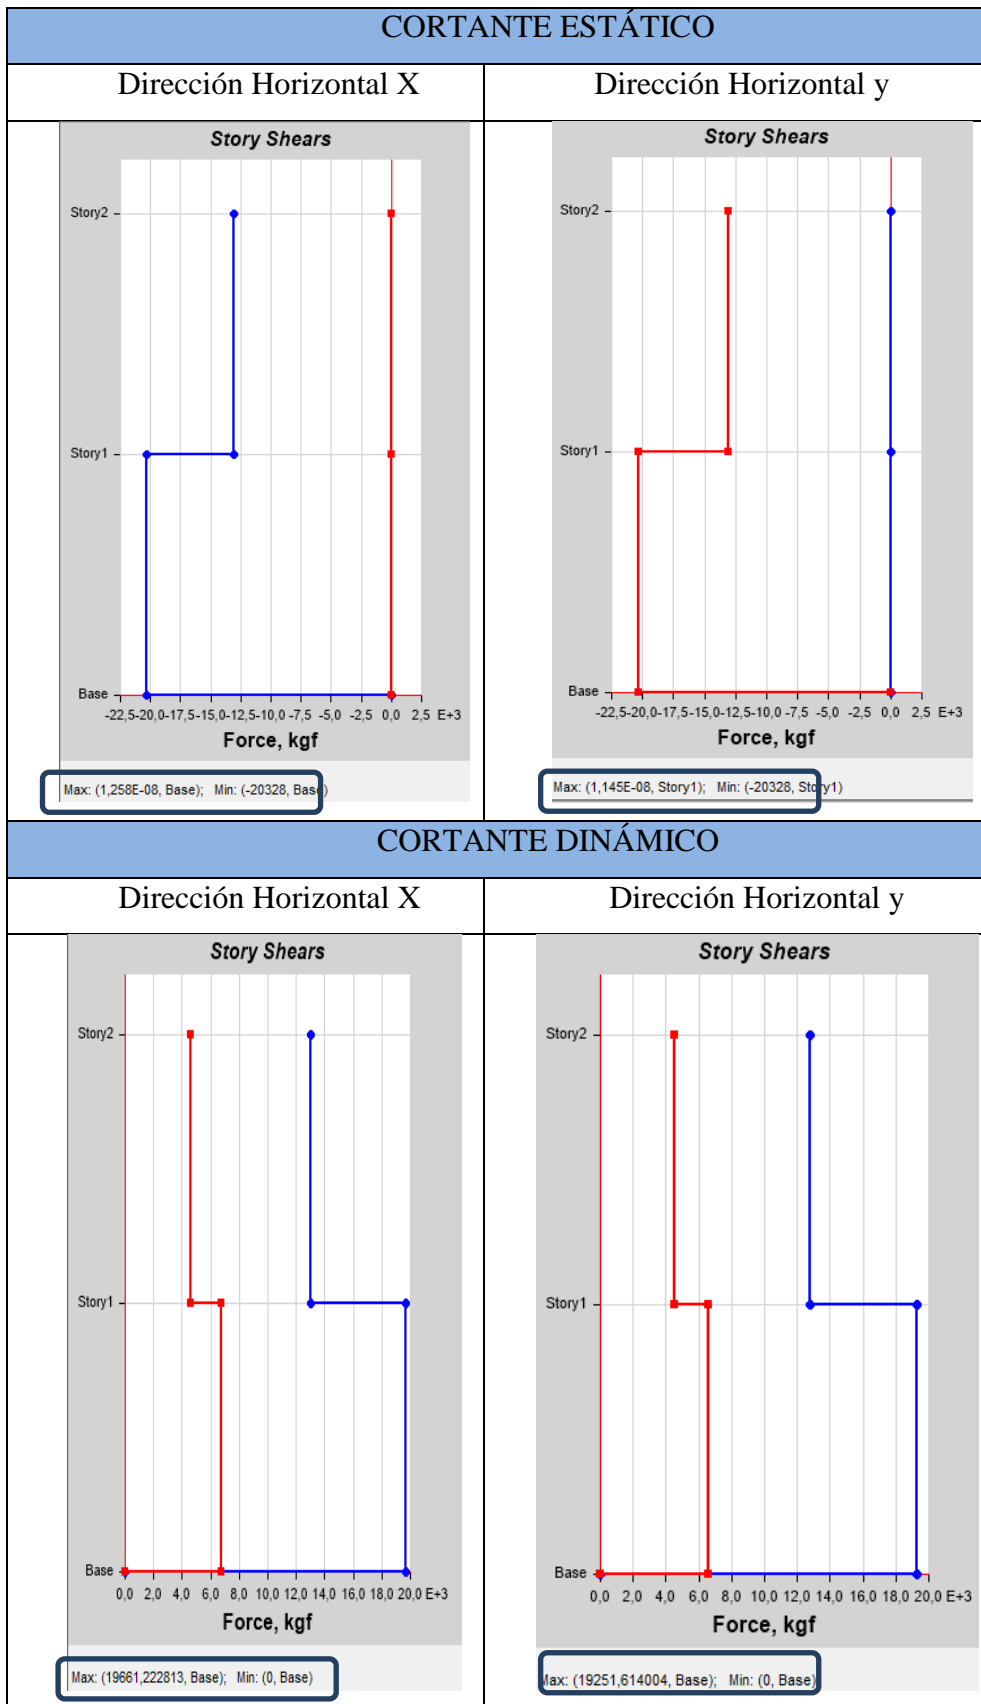 CORTANTE ESTÁTICO
Dirección Horizontal X
Dirección Horizontal y
Story Shears
Story2
Story1
Base
-22,5-20,0-17,5-15,0-12,5-10,0 -7,5 -5,0 -2,5 0,0 2,5 E+3
Force, kgf
Max: (1,258E-08, Base); Min: (-20328, Base)
Story Shears
Story2
Story1
Base
-22,5-20,0-17,5-15,0-12,5-10,0 -7,5 -5,0 -2,5 0,0 2,5 E+3
Force, kgf
Max: (1,145E-08, Story1); Min: (-20328, Story1)
CORTANTE DINÁMICO
Dirección Horizontal X
Dirección Horizontal y
Story Shears
Story2
Story1
Base
0,0 2,0 4,0 6,0 8,0 10,0 12,0 14,0 16,0 18,0 20,0 E+3
Force, kgf
Max: (19661,222813, Base); Min: (0, Base)
Story Shears
Story2
Story1
Base
0,0 2,0 4,0 6,0 8,0 10,0 12,0 14,0 16,0 18,0 20,0 E+3
Force, kgf
Max: (19251,614004, Base); Min: (0, Base)